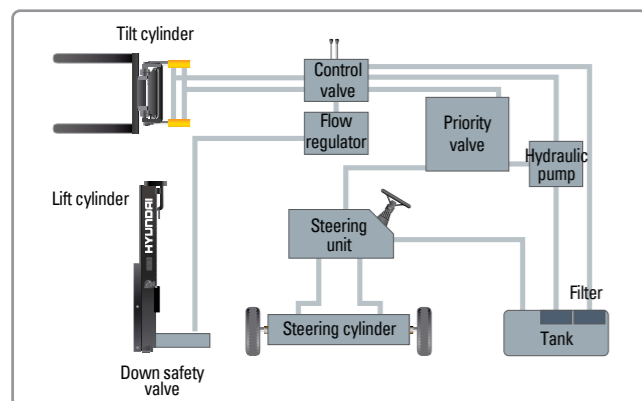 Tilt cylinder
Control
valve
Flow
regulator
Priority
valve
Hydraulic
pump
Lift cylinder
HYUNDAI
Steering
unit
Steering cylinder
Filter
Tank
Down safety
valve